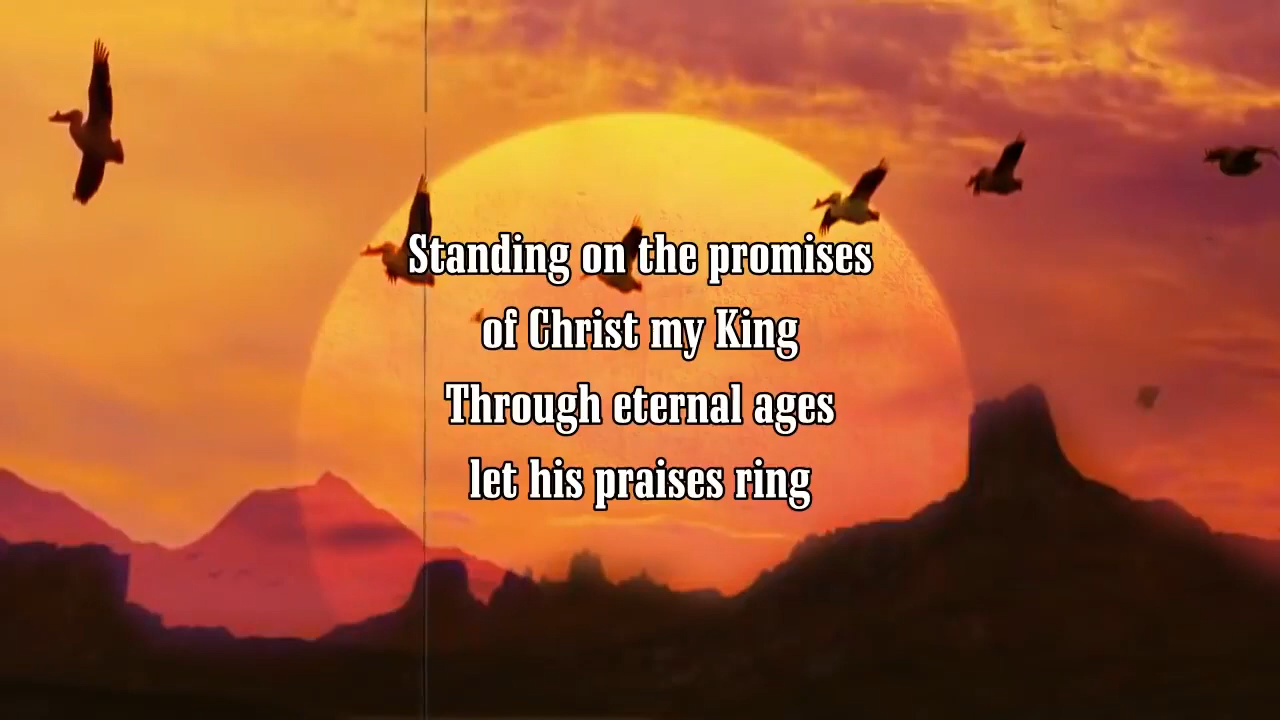 Standing on the promises
of Christ my King
Through eternal ages
let his praises ring